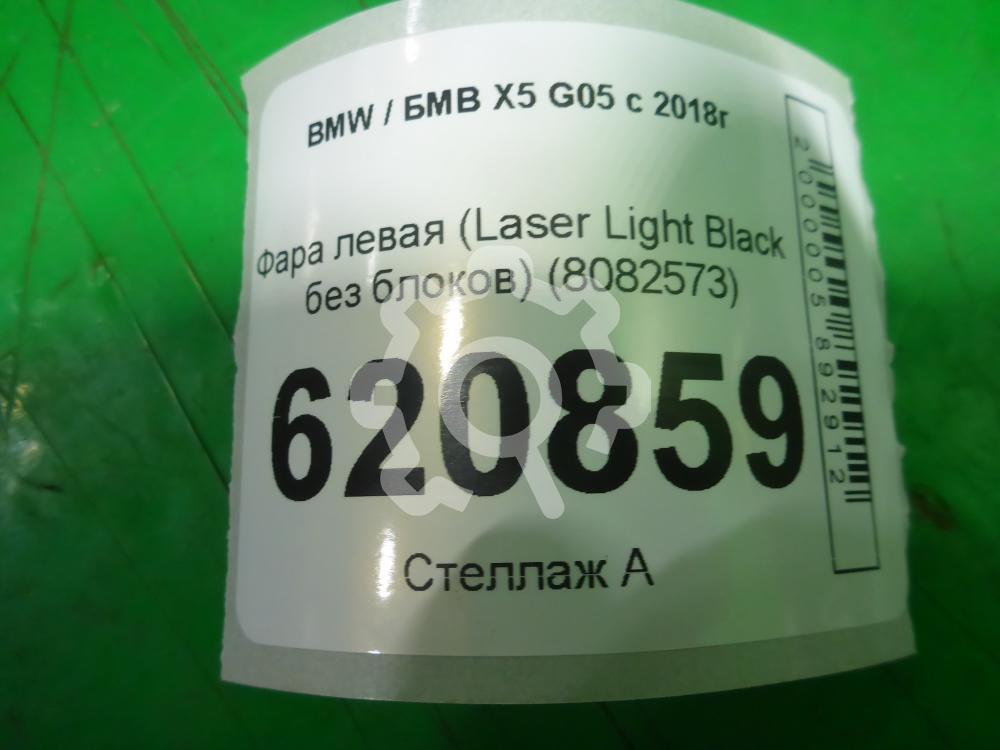 BMW / БМВ X5 G05 с 2018г
Фара левая (Laser Light Black
без блоков) (8082573)
620859
Стеллаж А
2000005892912